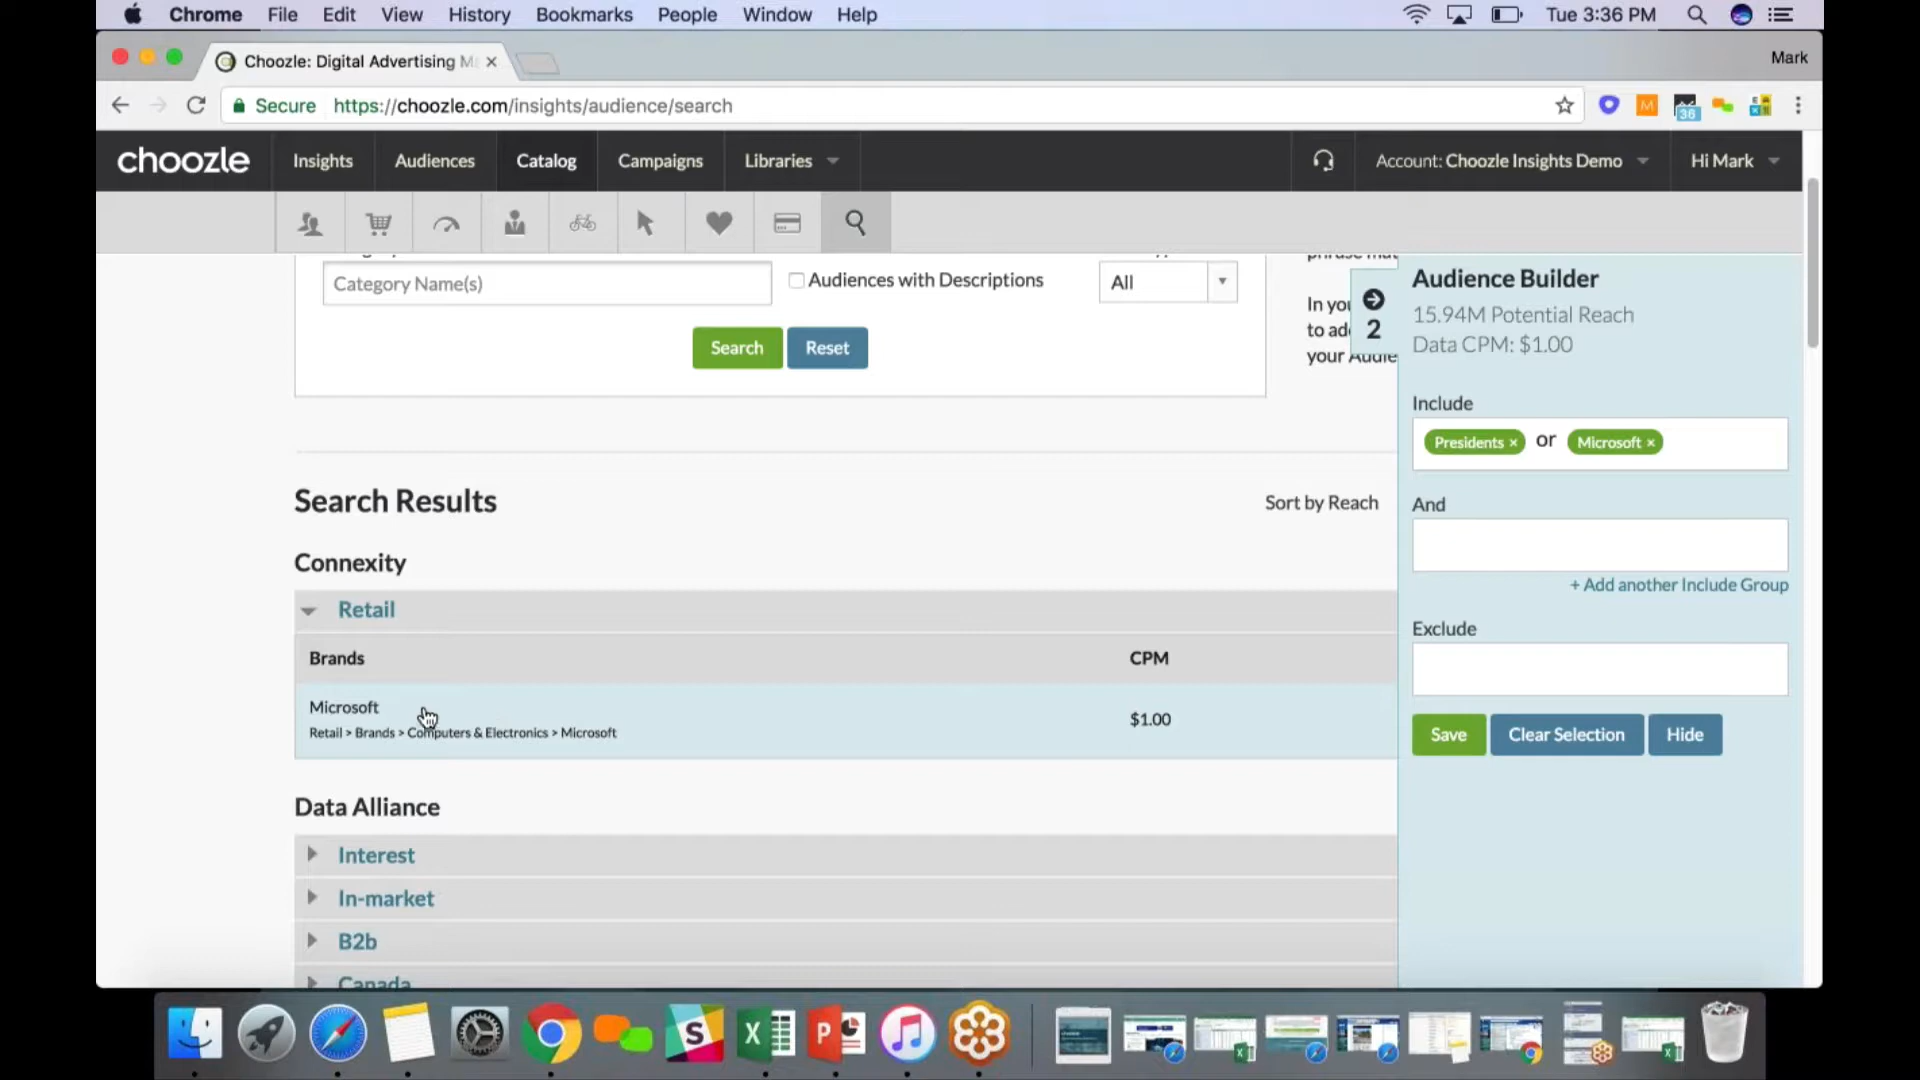 Chrome File Edit View History Bookmarks People Window Help Tue 3:36 PM
Choozle: Digital Advertising M
Mark
Secure https://choozle.com/insights/audience/search
36
choozle Insights Audiences Catalog Campaigns Libraries Account: Choozle Insights Demo Hi Mark
Category Name(s)
Audiences with Descriptions
All
Search Reset
In you
to ad
your Audie
2
Audience Builder
15.94M Potential Reach
Data CPM: $1.00
Include
Presidents × or Microsoft ×
And
+ Add another Include Group
Exclude
Save Clear Selection Hide
Search Results
Sort by Reach
Connexity
Retail
Brands CPM
Microsoft
Retail > Brands > Computers & Electronics > Microsoft
$1.00
Data Alliance
Interest
In-market
B2b
Canada